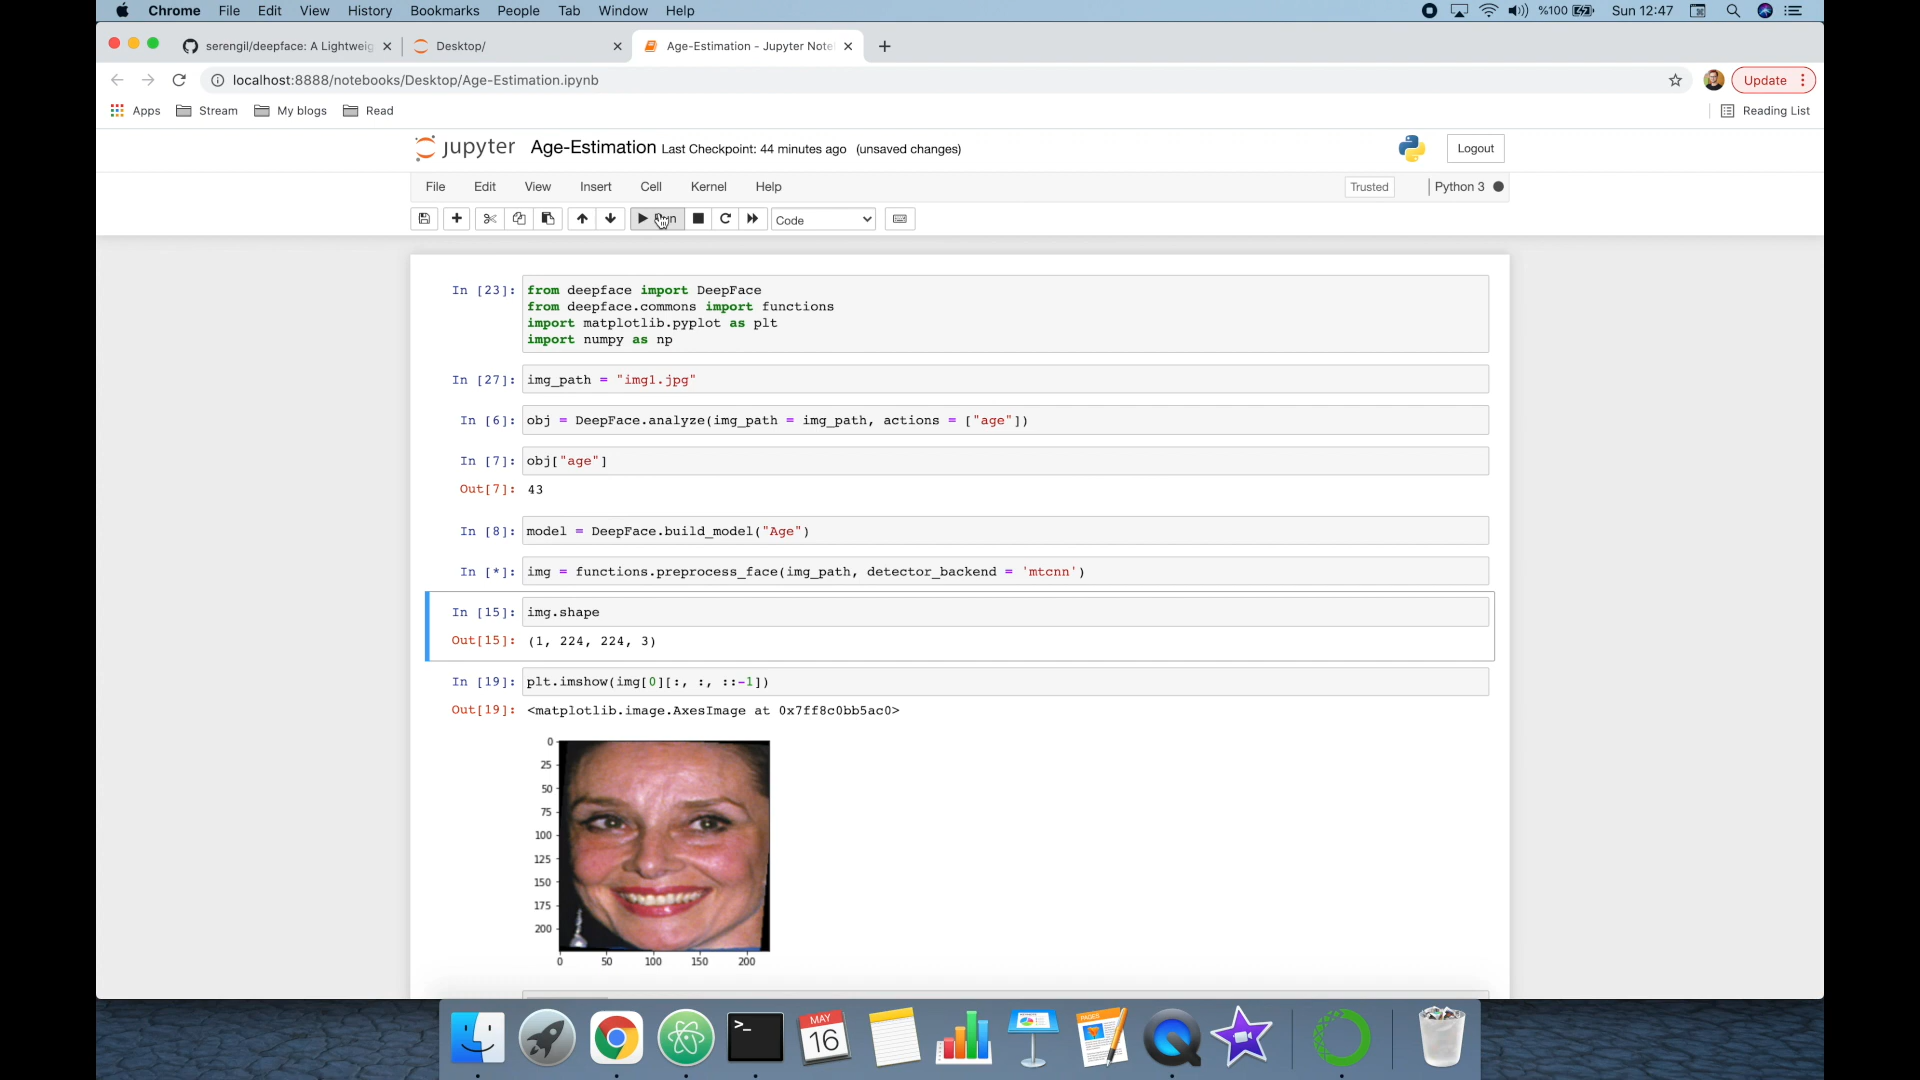 Chrome File Edit View History Bookmarks People Tab Window Help %100 Sun 12:47
serengil/deepface: A Lightweig Desktop/ Age-Estimation - Jupyter Note
localhost:8888/notebooks/Desktop/Age-Estimation.ipynb Update
Apps Stream My blogs Read Reading List
jupyter Age-Estimation Last Checkpoint: 44 minutes ago (unsaved changes) Logout
File Edit View Insert Cell Kernel Help Trusted Python 3
Code
In [23]: from deepface import DeepFace
from deepface.commons import functions
import matplotlib.pyplot as plt
import numpy as np
In [27]: img_path = "img1.jpg"
In [6]: obj = DeepFace.analyze(img_path = img_path, actions = ["age"])
In [7]: obj["age"]
Out[7]: 43
In [8]: model = DeepFace.build_model("Age")
In [*]: img = functions.preprocess_face(img_path, detector_backend = 'mtcnn')
In [15]: img.shape
Out[15]: (1, 224, 224, 3)
In [19]: plt.imshow(img[0][:, :, ::-1])
Out[19]: <matplotlib.image.AxesImage at 0x7ff8c0bb5ac0>
0
25
50
75
100
125
150
175
200
0 50 100 150 200
>_ MAY PAGES
16